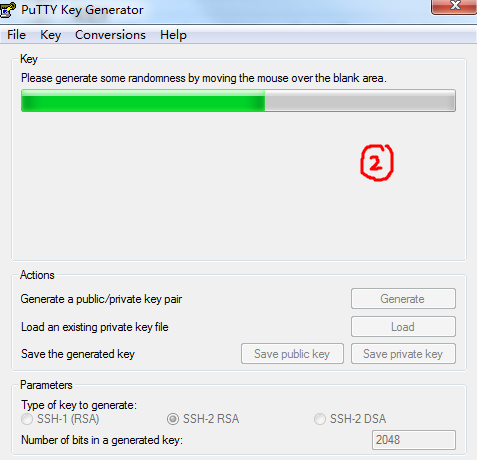 PuTTY Key Generator
File Key Conversions Help
Key
Please generate some randomness by moving the mouse over the blank area.
2
Actions
Generate a public/private key pair Generate
Load an existing private key file Load
Save the generated key Save public key Save private key
Parameters
Type of key to generate:
SSH-1 (RSA) SSH-2 RSA SSH-2 DSA
Number of bits in a generated key: 2048